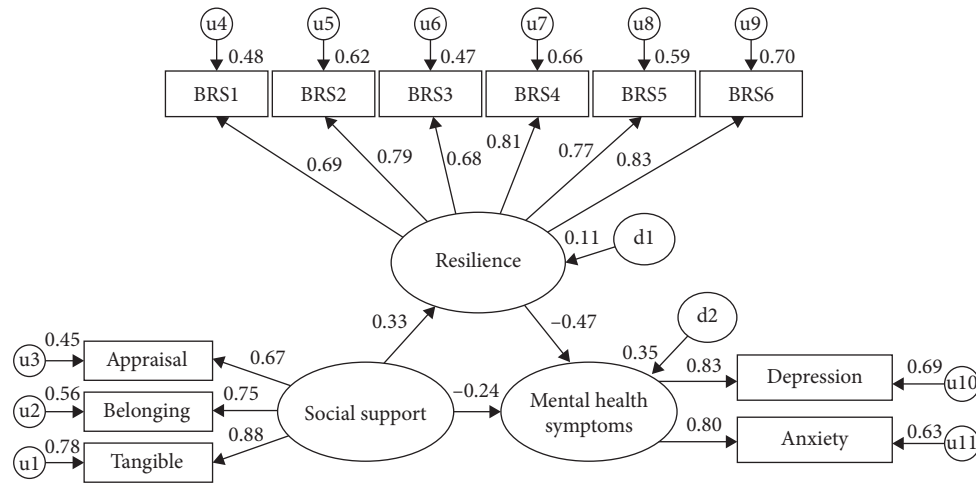 u4 u5 u6 u7 u8 u9
0.48 0.62 0.47 0.66 0.59 0.70
BRS1 BRS2 BRS3 BRS4 BRS5 BRS6
0.69 0.79 0.68 0.81 0.77 0.83
Resilience
0.11
d1
0.33
−0.47
d2
0.35
u3
0.45
Appraisal
0.67
u2
0.56
Belonging
0.75
u1
0.78
Tangible
0.88
Social support
−0.24
Mental health
symptoms
0.83
Depression
0.69
u10
0.80
Anxiety
0.63
u11